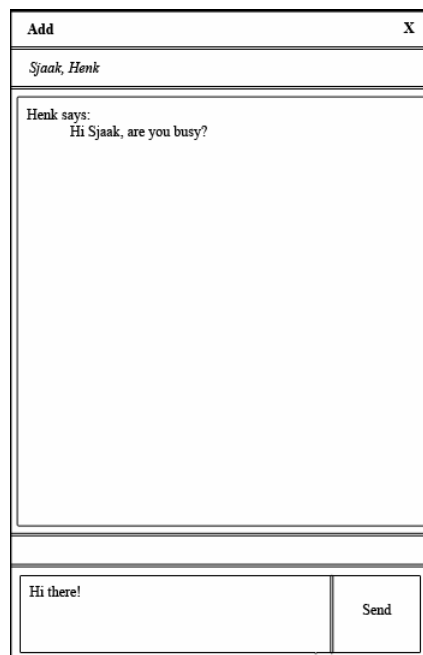 Add X
Sjaak, Henk
Henk says:
Hi Sjaak, are you busy?
Hi there!
Send